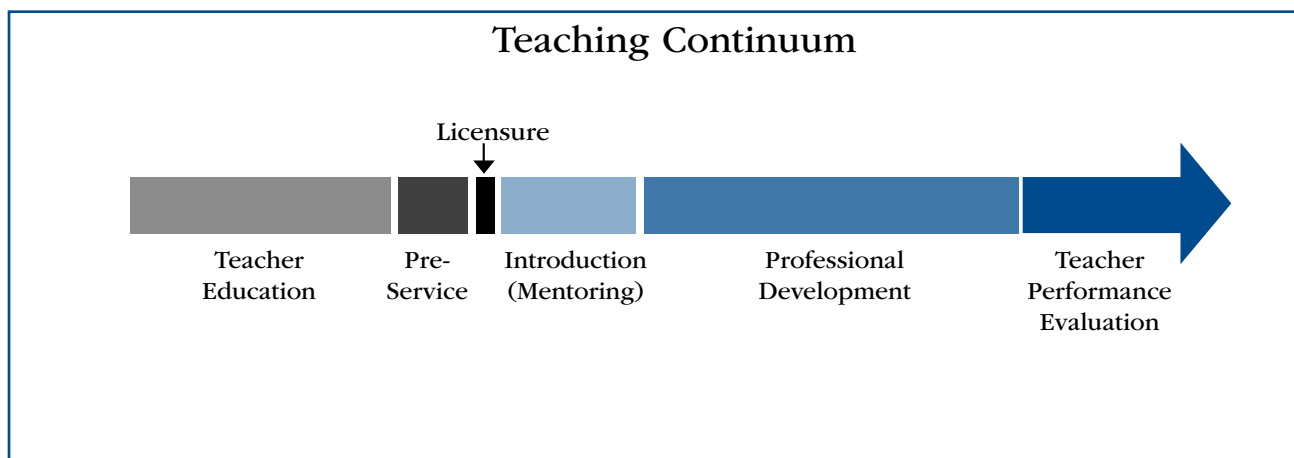 Teaching Continuum
Licensure
Teacher
Education
Pre-
Service
Introduction
(Mentoring)
Professional
Development
Teacher
Performance
Evaluation